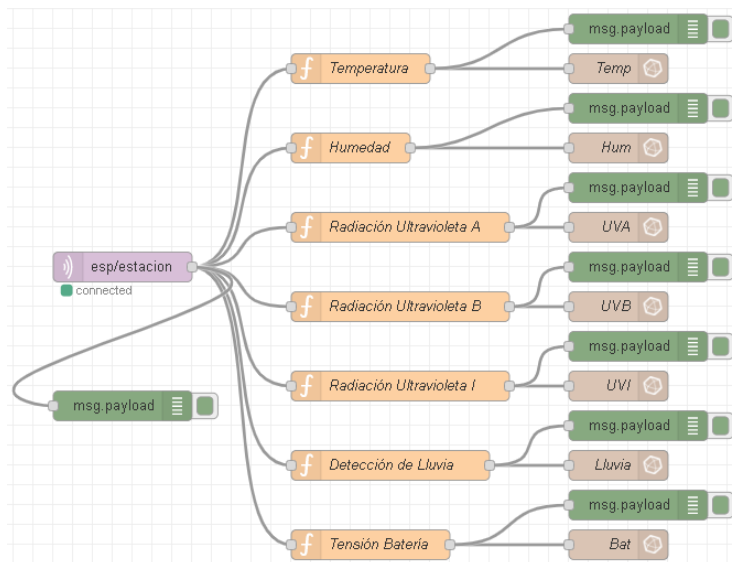 msg.payload
Temperatura
Temp
msg.payload
Humedad
Hum
msg.payload
Radiación Ultravioleta A
UVA
esp/estacion
connected
msg.payload
Radiación Ultravioleta B
UVB
msg.payload
Radiación Ultravioleta I
UVI
msg.payload
msg.payload
Detección de Lluvia
Lluvia
msg.payload
Tensión Batería
Bat